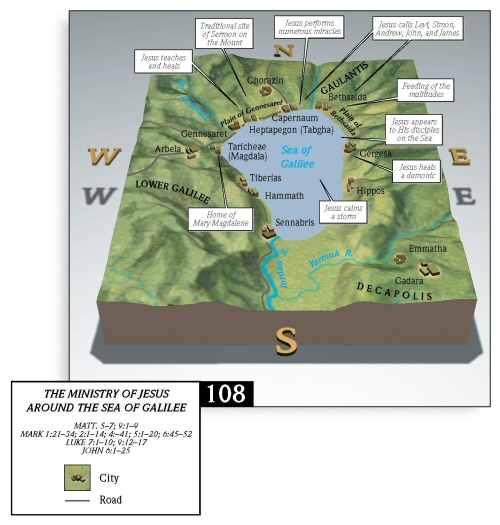 Traditional site
of Sermon on
the Mount
Jesus performs
numerous miracles
Jesus calls Levi, Simon,
Andrew, John, and James
Jesus teaches
and heals
N
GAULANTIS
Chorazin
Bethsaida
Feeding of the
multitudes
Plain of Gennesaret
Plain of
Bethsaida
Capernaum
Heptapegon (Tabgha)
Gennesaret
Jesus appears
to His disciples
on the Sea
Arbela
Taricheae
(Magdala)
Sea of
Galilee
Gergesa
W
E
W
E
Jesus heals
a demonic
Tiberias
LOWER GALILEE
Hammath
Hippos
Home of
Mary Magdalene
Jesus calms
a storm
Sennabris
Jordan R.
Yarmuk R.
Emmatha
Gadara
DECAPOLIS
S
THE MINISTRY OF JESUS
AROUND THE SEA OF GALILEE
108
MATT. 5–7; 9:1–9
MARK 1:21–34; 2:1–14; 4:–41; 5:1–20; 6:45–52
LUKE 7:1–10; 9:12–17
JOHN 6:1–25
City
Road